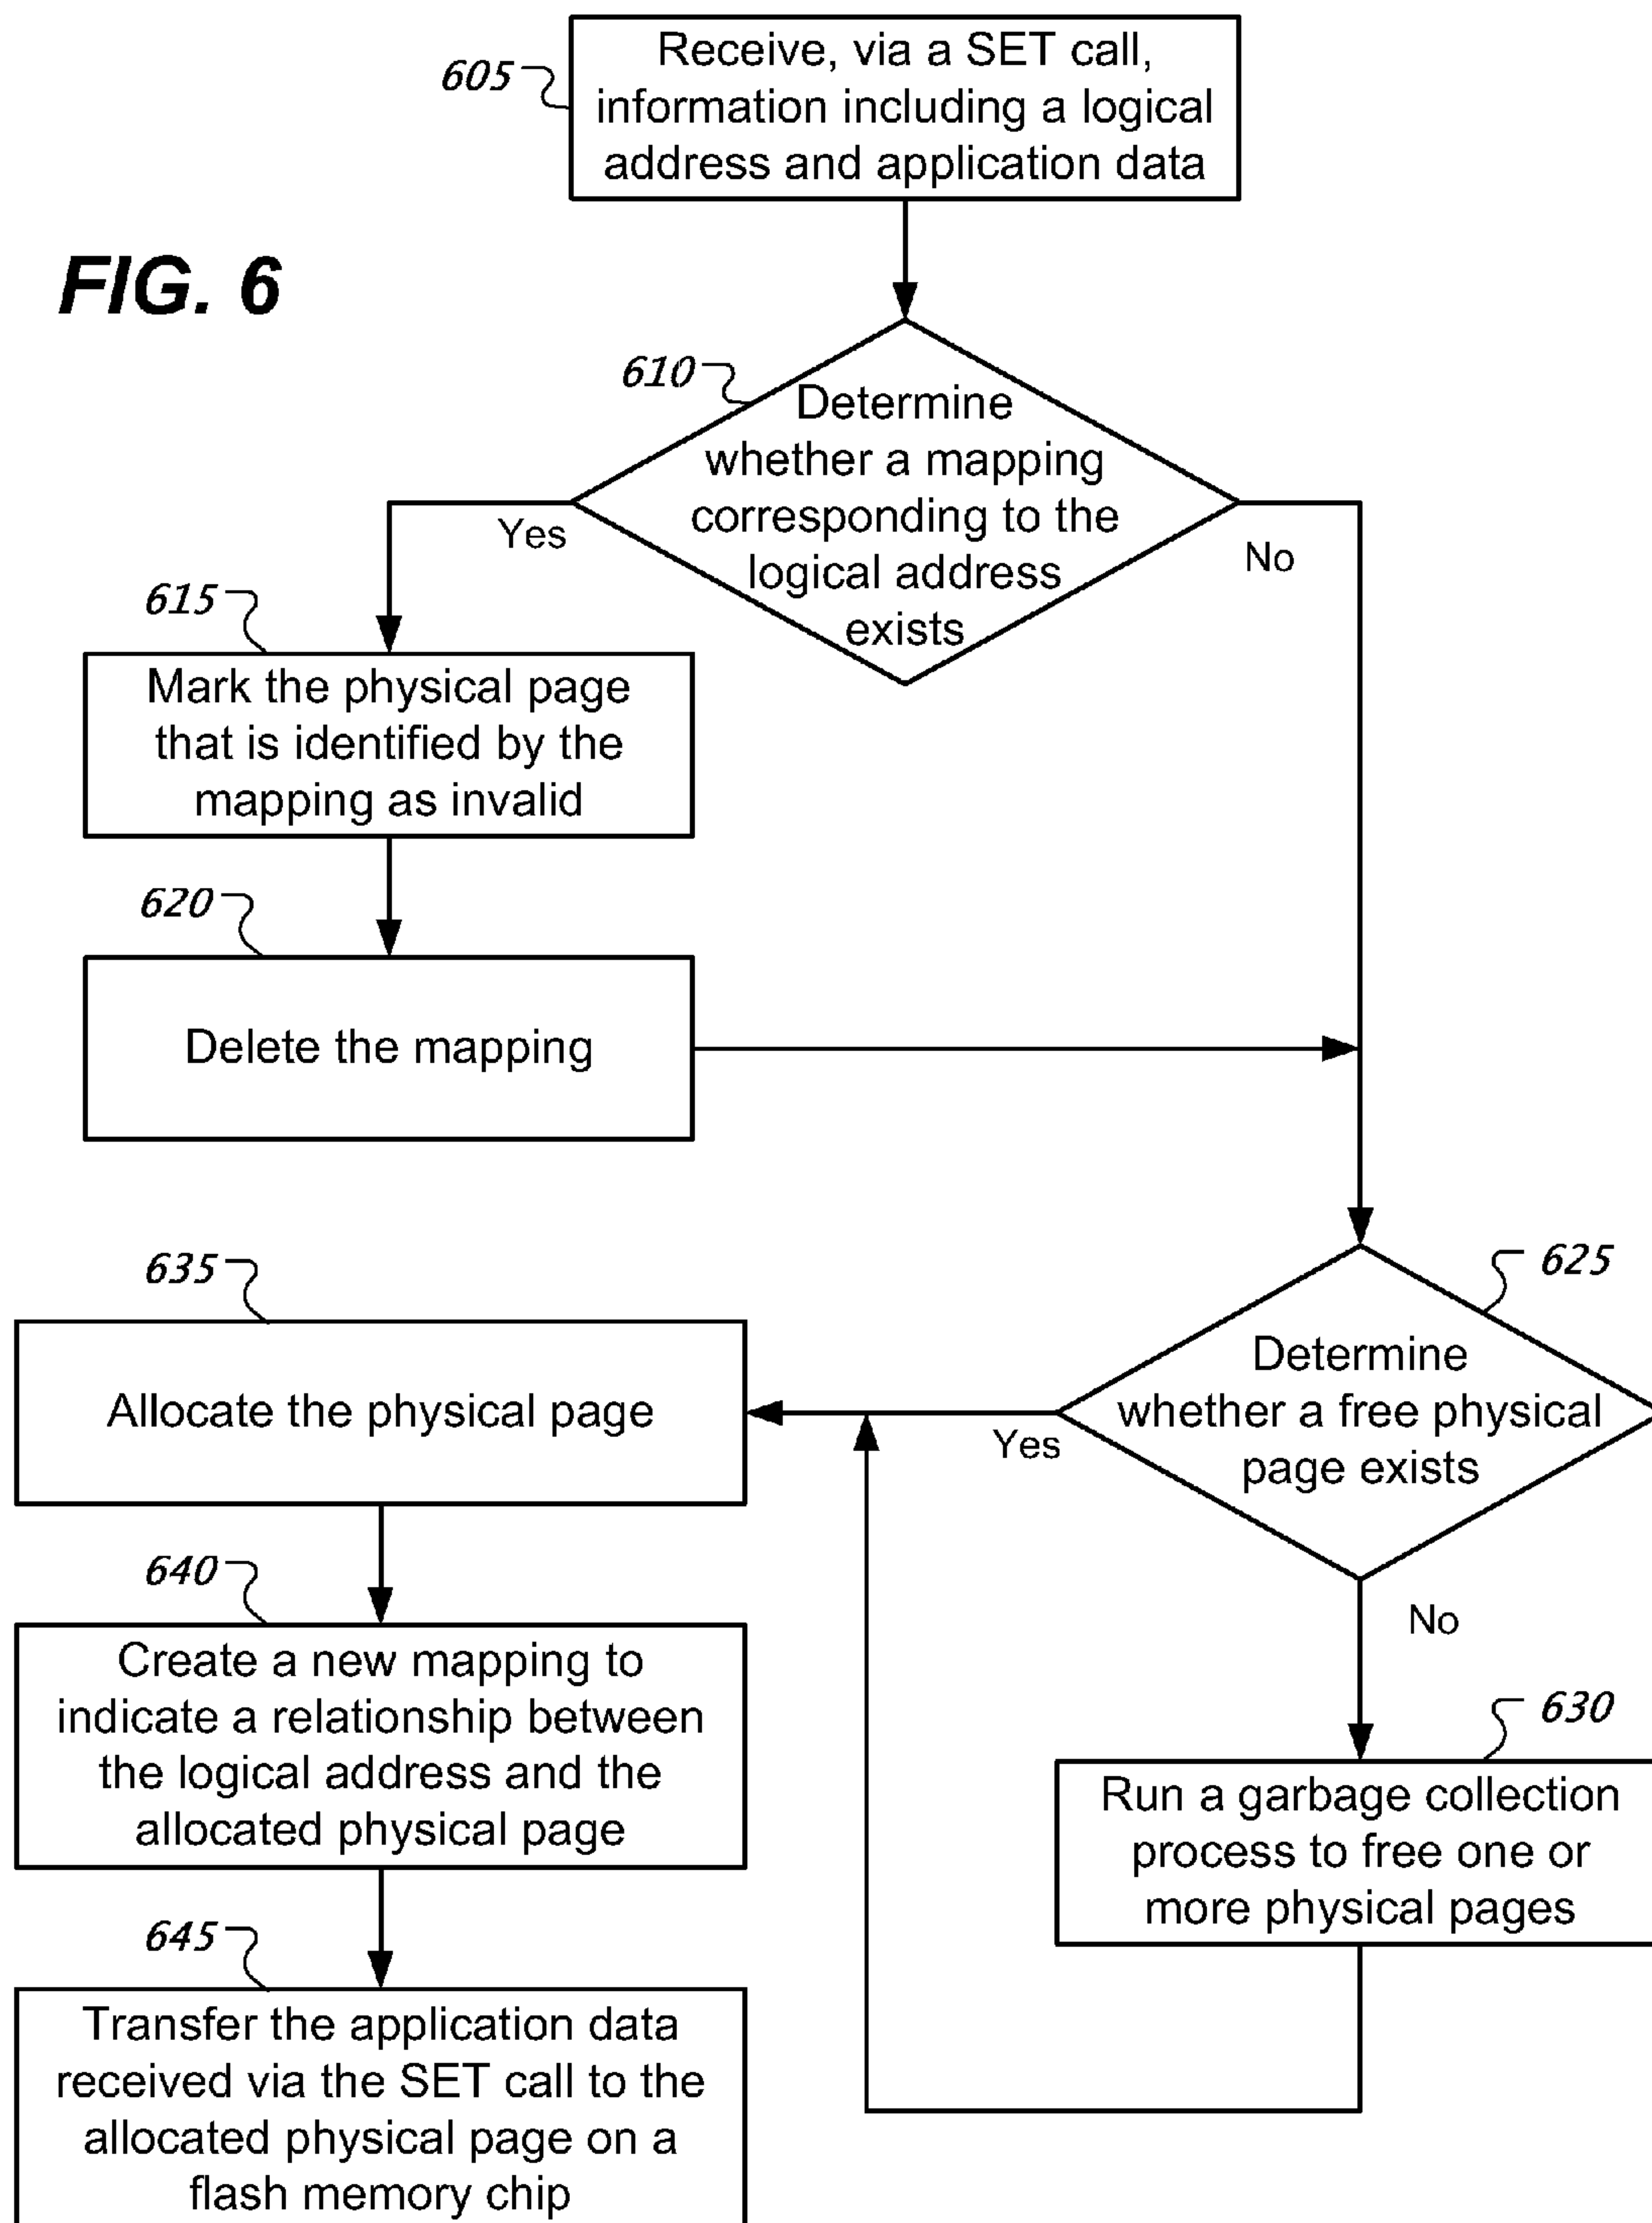 605
Receive, via a SET call,
information including a logical
address and application data
FIG. 6
610
Determine
whether a mapping
corresponding to the
logical address
exists
Yes
No
615
Mark the physical page
that is identified by the
mapping as invalid
620
Delete the mapping
625
Determine
whether a free physical
page exists
Yes
No
630
Run a garbage collection
process to free one or
more physical pages
635
Allocate the physical page
640
Create a new mapping to
indicate a relationship between
the logical address and the
allocated physical page
645
Transfer the application data
received via the SET call to the
allocated physical page on a
flash memory chip